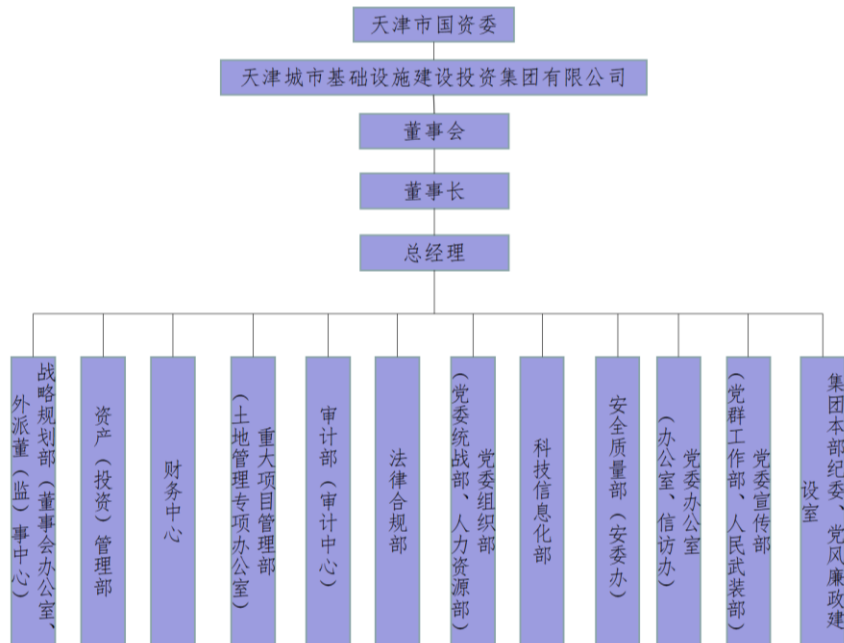 天津市国资委
天津城市基础设施建设投资集团有限公司
董事会
董事长
总经理
战略规划部（董事会办公室、
外派董（监）事中心）
资产（投资）管理部
财务中心
重大项目管理部
（土地管理专项办公室）
审计部（审计中心）
法律合规部
党委组织部
（党委统战部、人力资源部）
科技信息化部
安全质量部（安委办）
党委办公室
（办公室、信访办）
党委宣传部
（党群工作部、人民武装部）
集团本部纪委、党风廉政建
设室